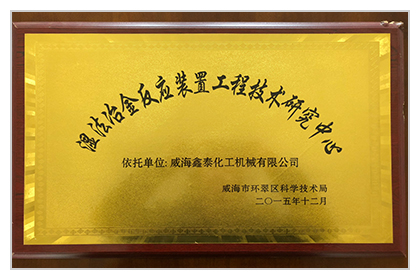 湿法冶金反应装置工程技术研究中心
依托单位:威海鑫泰化工机械有限公司
威海市环翠区科学技术局
二〇一五年十二月